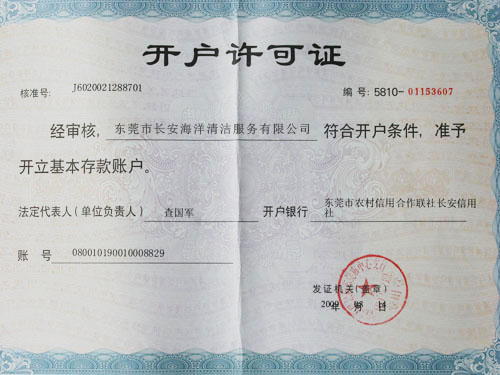 开户许可证
核准号: J6020021288701 编号: 5810-01153607
经审核, 东莞市长安海洋清洁服务有限公司 符合开户条件, 准予
开立基本存款账户。
法定代表人(单位负责人) 查国军 开户银行 东莞市农村信用合作联社长安信用社
账号 080010190010008829
发证机关(盖章)
2009 年 08 月 14 日